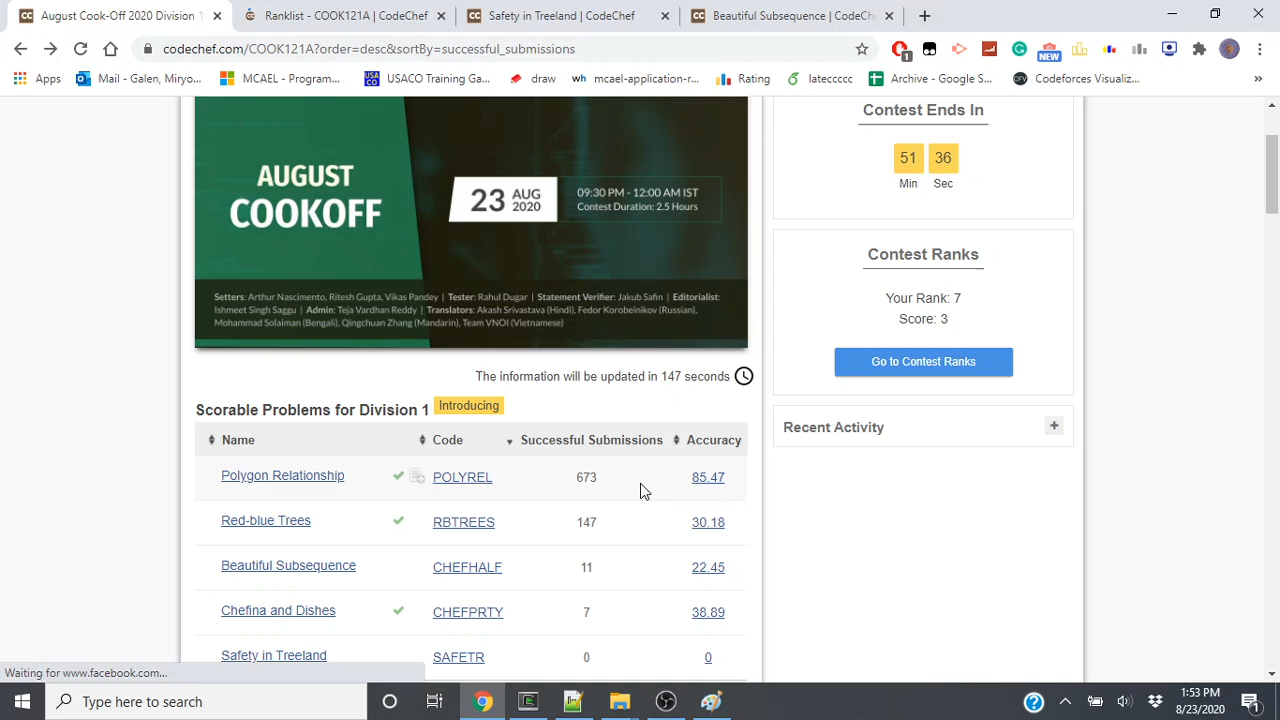 August Cook-Off 2020 Division
Ranklist - COOK121A | CodeChef
Safety in Treeland | CodeChef
Beautiful Subsequence | CodeChe
codechef.com/COOK121A?order=desc&sortBy=successful_submissions
1
NEW
Apps
Mail - Galen, Miryo...
MCAEL - Program...
USACO Training Ga...
draw
mcael-application-r...
Rating
lateccccc
Archive - Google S...
Codeforces Visualiz...
»
Contest Ends In
51 36
Min Sec
AUGUST
COOKOFF
23 AUG 2020
09:30 PM - 12:00 AM IST
Contest Duration: 2.5 Hours
Setters: Arthur Nascimento, Ritesh Gupta, Vikas Pandey | Tester: Rahul Dugar | Statement Verifier: Jakub Safin | Editorialist:
Ishmeet Singh Saggu | Admin: Teja Vardhan Reddy | Translators: Akash Srivastava (Hindi), Fedor Korobeinikov (Russian),
Mohammad Solaiman (Bengali), Qingchuan Zhang (Mandarin), Team VNOI (Vietnamese)
Contest Ranks
Your Rank: 7
Score: 3
Go to Contest Ranks
Recent Activity
+
The information will be updated in 147 seconds
Scorable Problems for Division 1 Introducing
Name Code Successful Submissions Accuracy
Polygon Relationship POLYREL 673 85.47
Red-blue Trees RBTREES 147 30.18
Beautiful Subsequence CHEFHALF 11 22.45
Chefina and Dishes CHEFPRTY 7 38.89
Safety in Treeland SAFETR 0 0
Waiting for www.facebook.com...
Type here to search
1:53 PM
8/23/2020
1